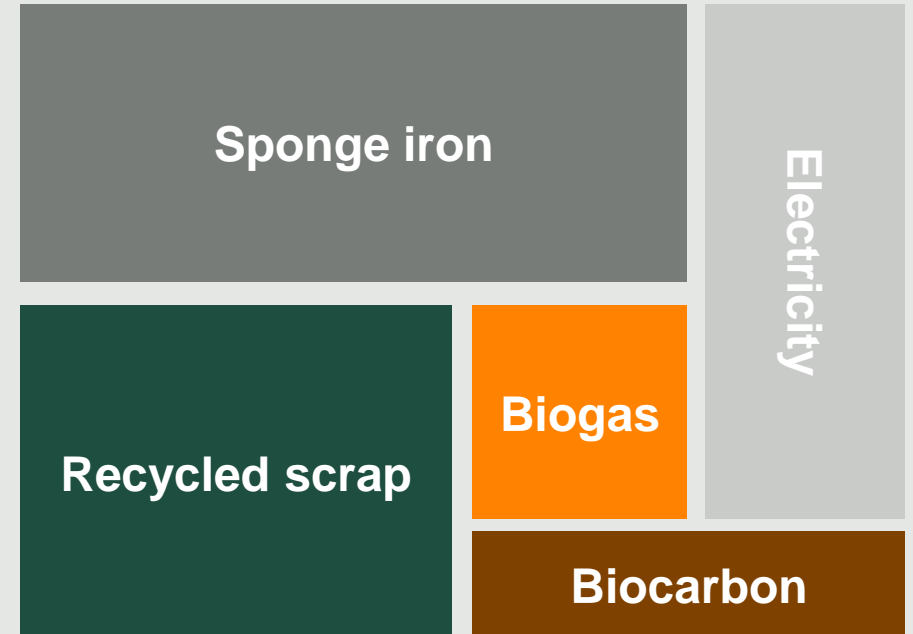 Sponge iron
Electricity
Recycled scrap
Biogas
Biocarbon